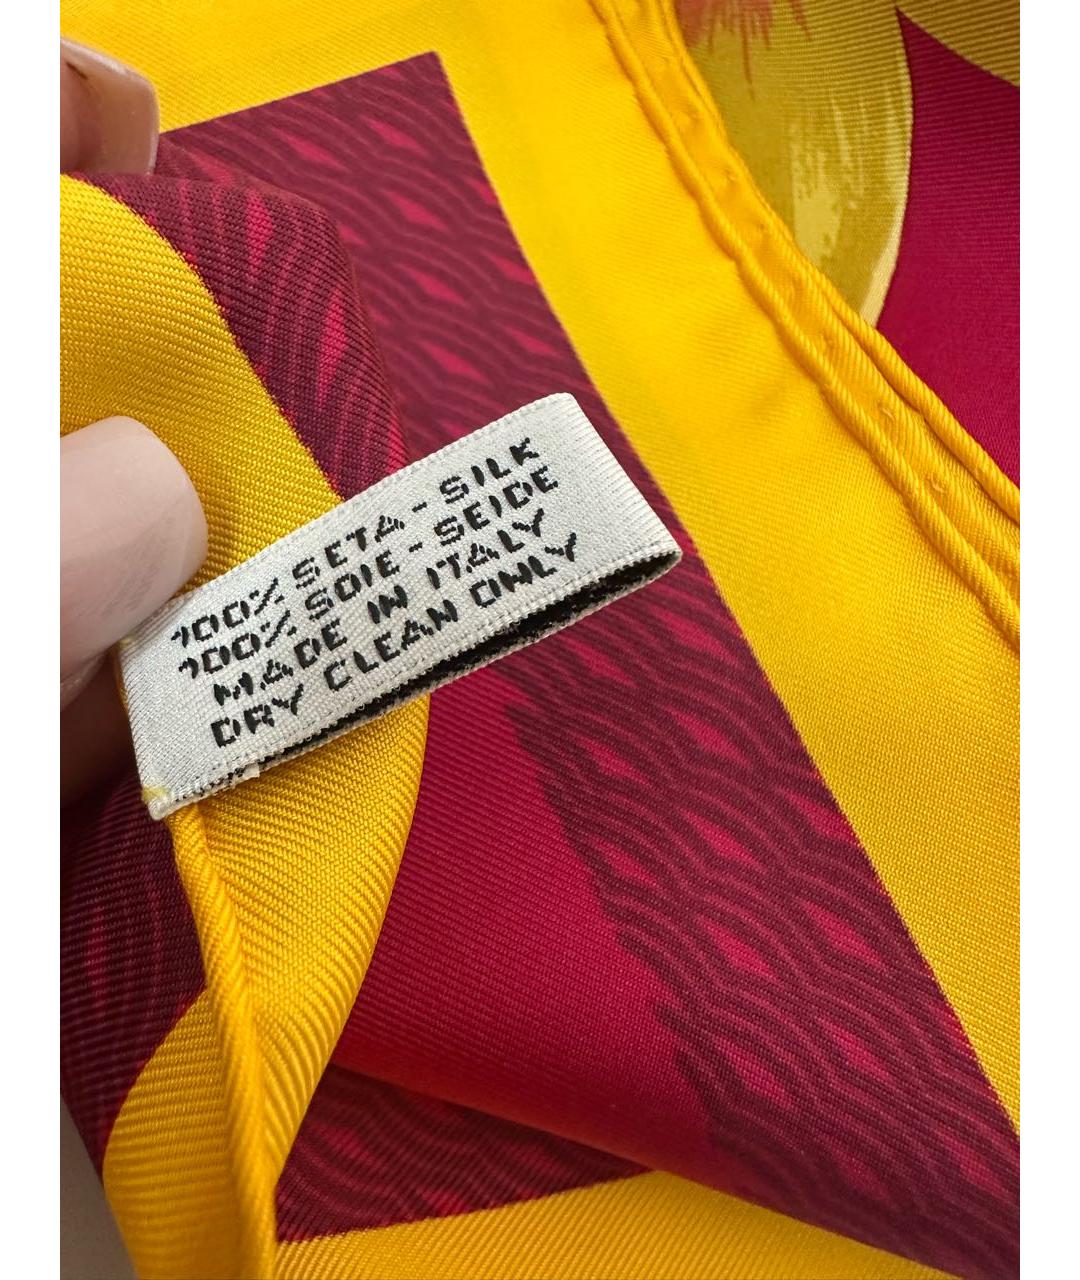 100% SETA-SILK
100% SOIE-SEIDE
MADE IN ITALY
DRY CLEAN ONLY